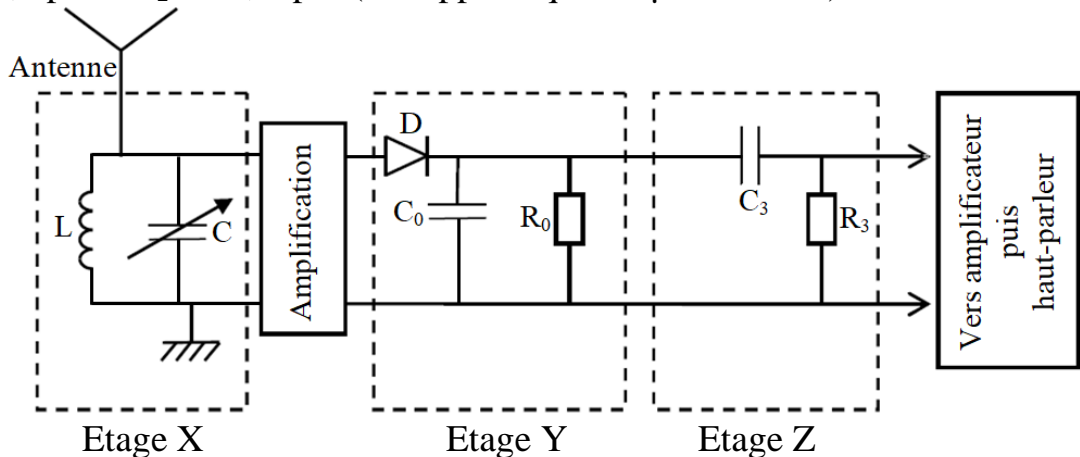 Antenne
D
L
C
Amplification
C₀
R₀
C₃
R₃
Vers amplificateur
puis
haut-parleur
Etage X
Etage Y
Etage Z